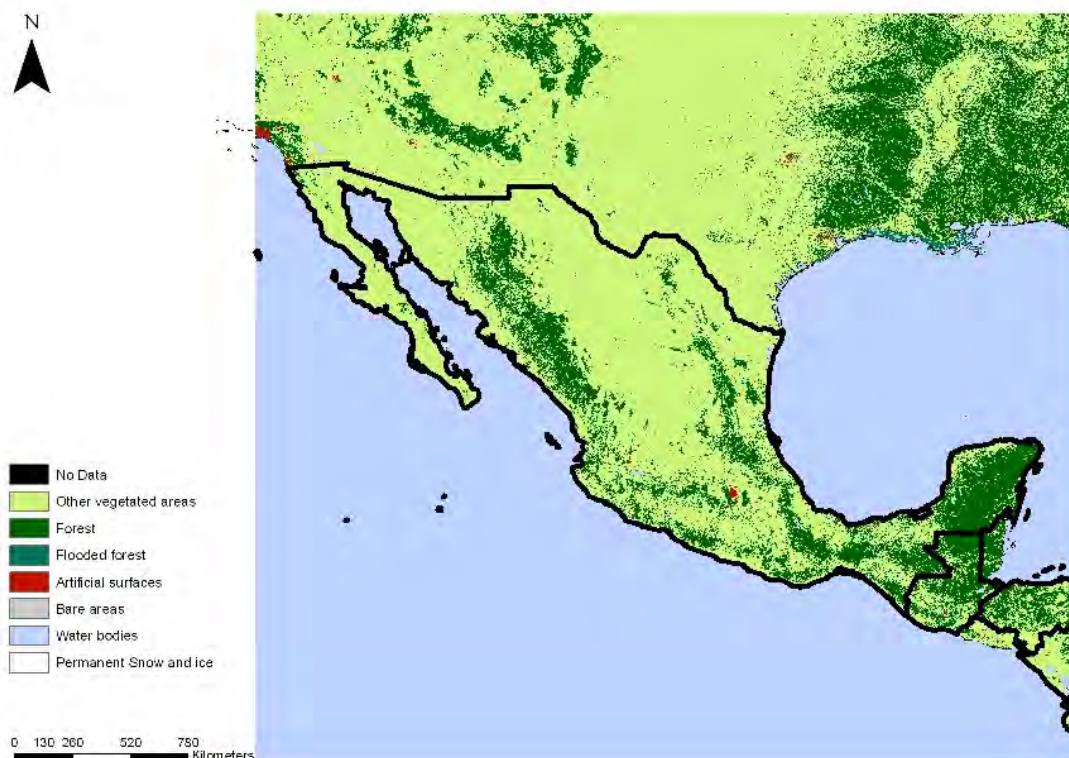 N
No Data
Other vegetated areas
Forest
Flooded forest
Artificial surfaces
Bare areas
Water bodies
Permanent Snow and ice
0 130 260 520 780
Kilometers